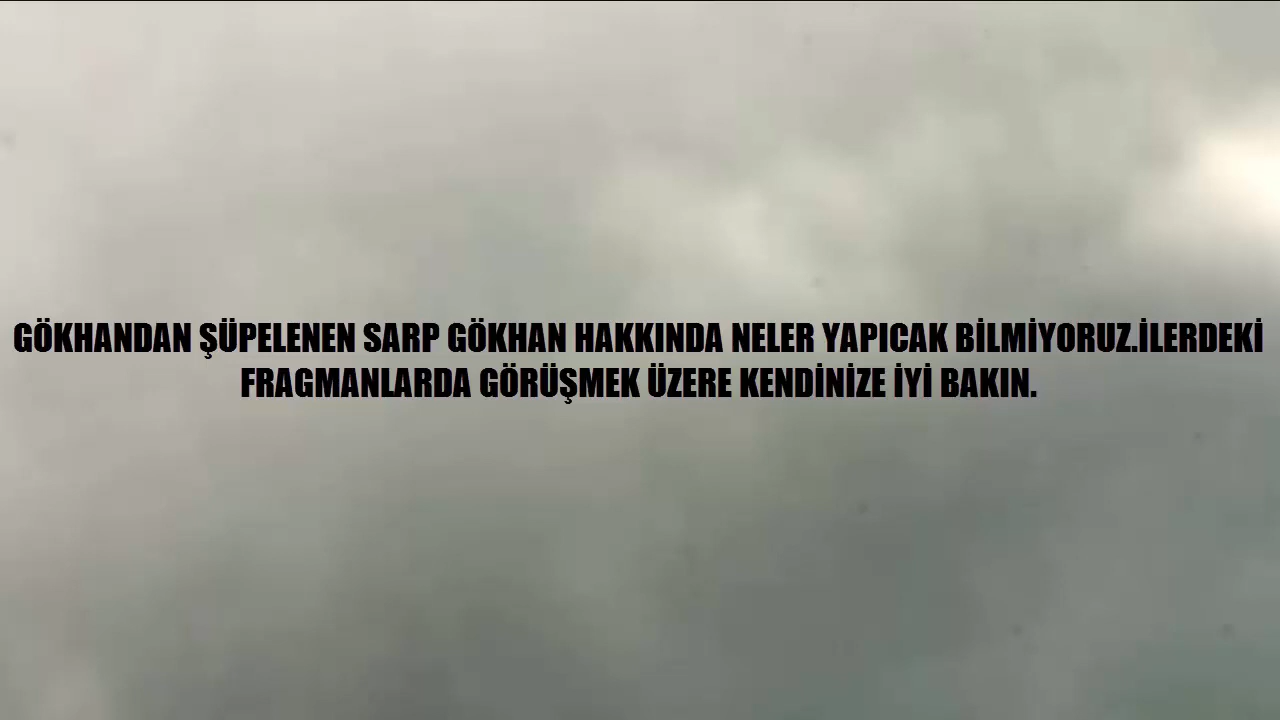 GÖKHANDAN ŞÜPELENEN SARP GÖKHAN HAKKINDA NELER YAPICAK BİLMİYORUZ.İLERDEKİ
FRAGMANLARDA GÖRÜŞMEK ÜZERE KENDİNİZE İYİ BAKIN.